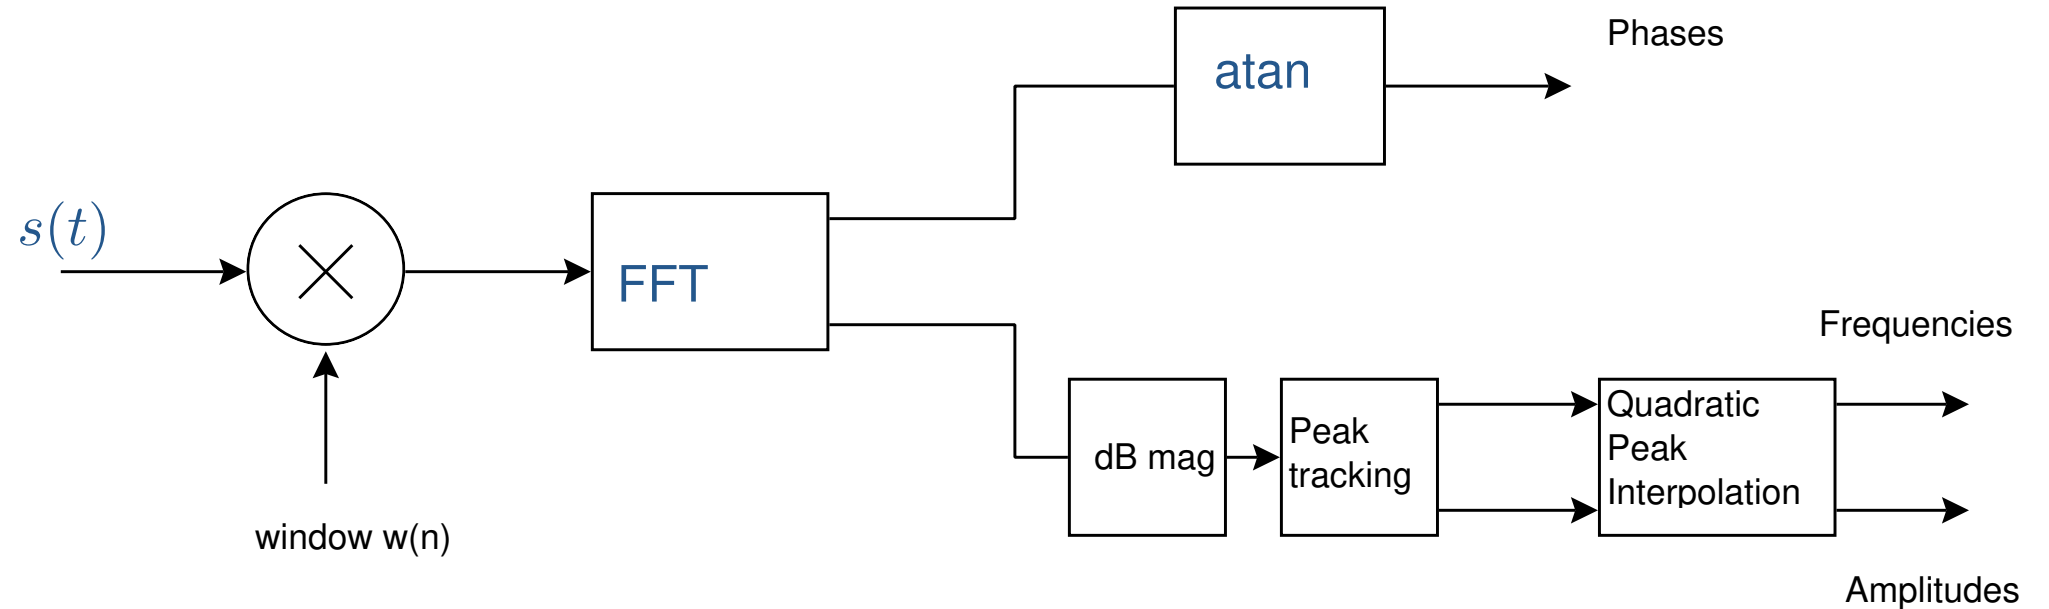 Phases
atan
s(t)
FFT
Frequencies
Quadratic
Peak
Interpolation
Peak
tracking
dB mag
window w(n)
Amplitudes